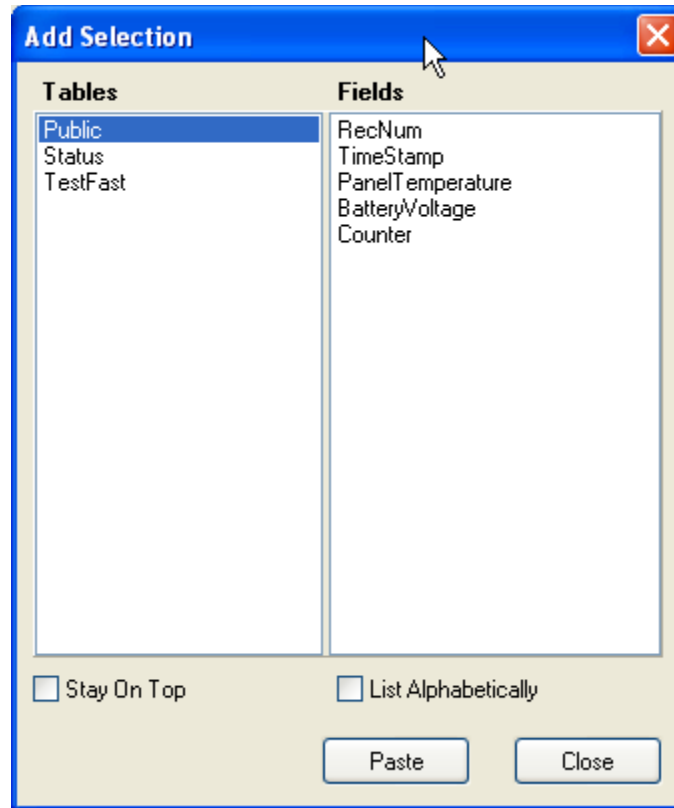 Add Selection
Tables
Fields
Public
Status
TestFast
RecNum
TimeStamp
PanelTemperature
BatteryVoltage
Counter
Stay On Top
List Alphabetically
Paste
Close